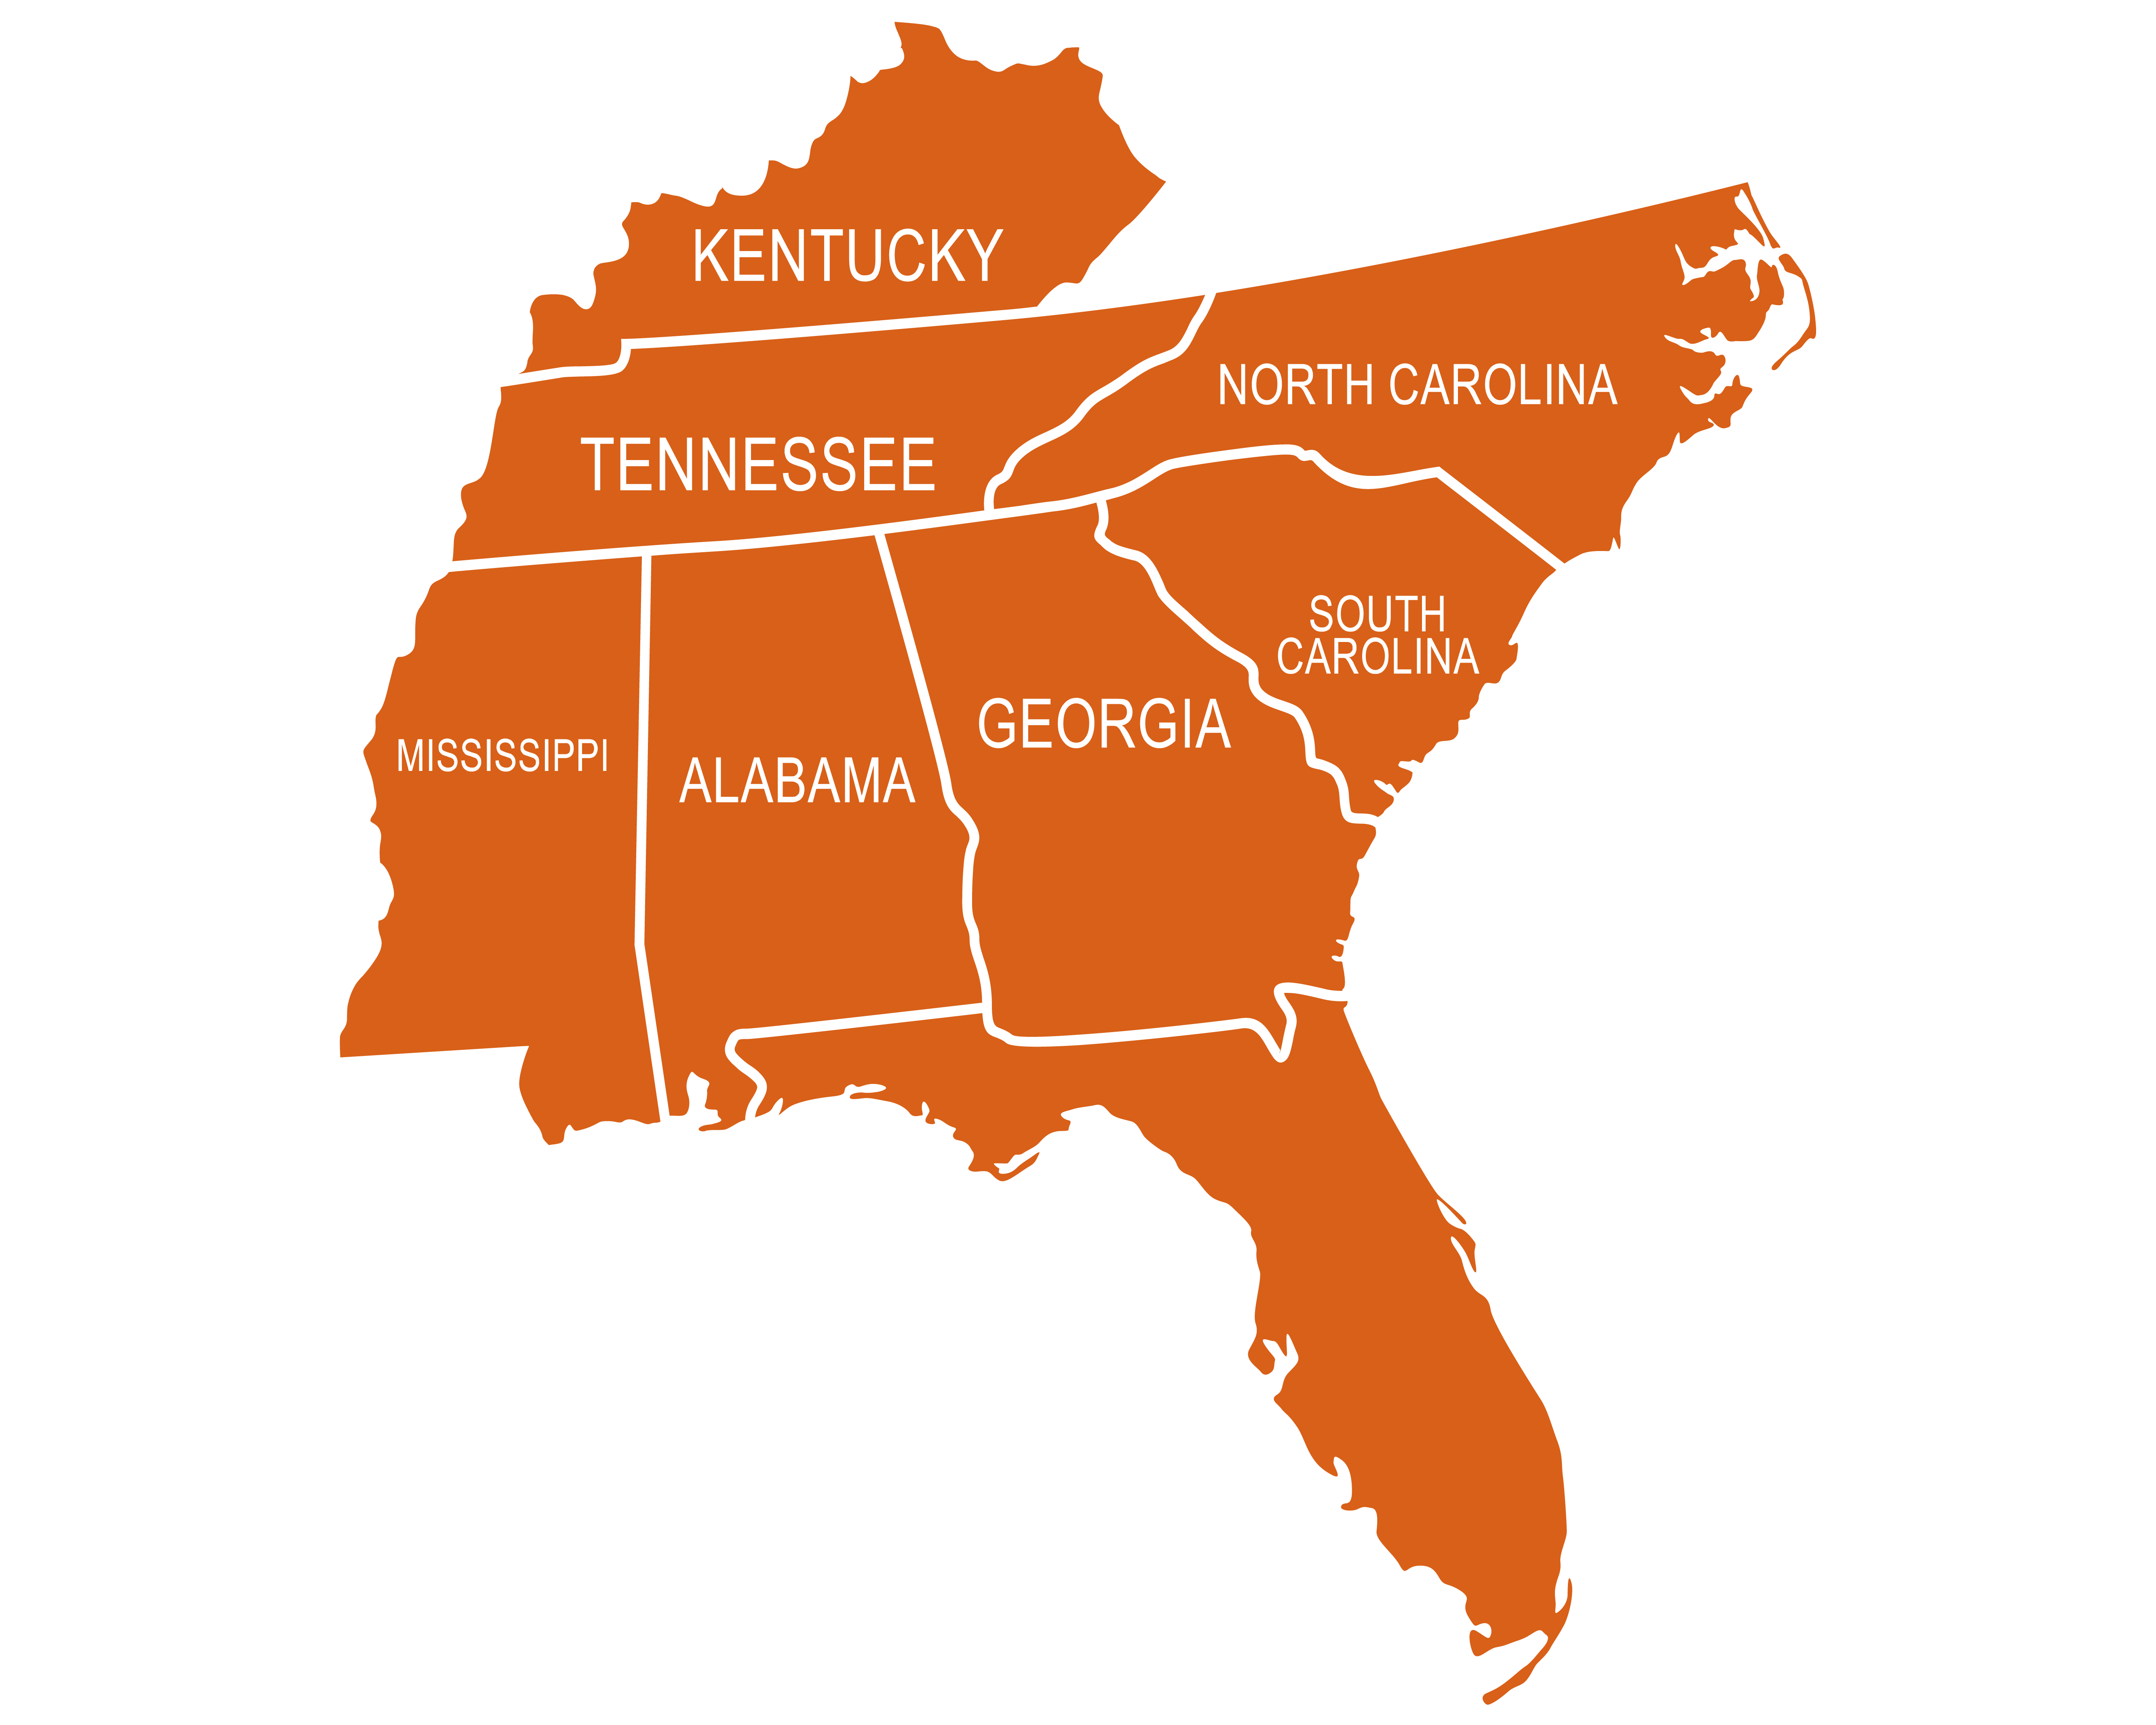 KENTUCKY
NORTH CAROLINA
TENNESSEE
SOUTH
CAROLINA
GEORGIA
MISSISSIPPI
ALABAMA